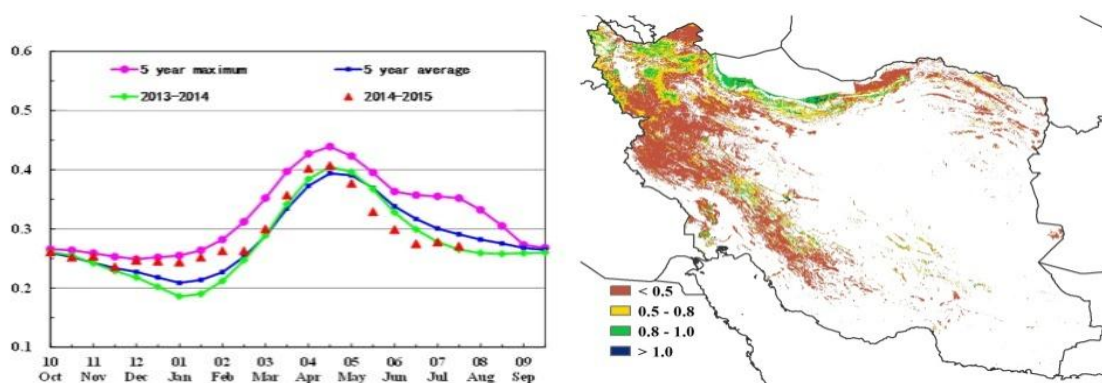 0.6
5 year maximum
5 year average
2013-2014
2014-2015
0.5
0.4
0.3
0.2
0.1
10 11 12 01 02 03 04 05 06 07 08 09
Oct Nov Dec Jan Feb Mar Apr May Jun Jul Aug Sep
< 0.5
0.5 - 0.8
0.8 - 1.0
> 1.0